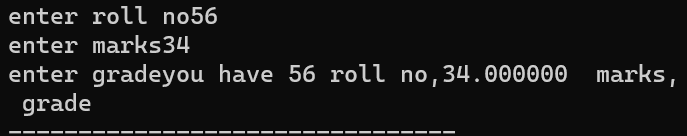 enter roll no56
enter marks34
enter gradeyou have 56 roll no,34.000000  marks,
 grade
--------------------------------